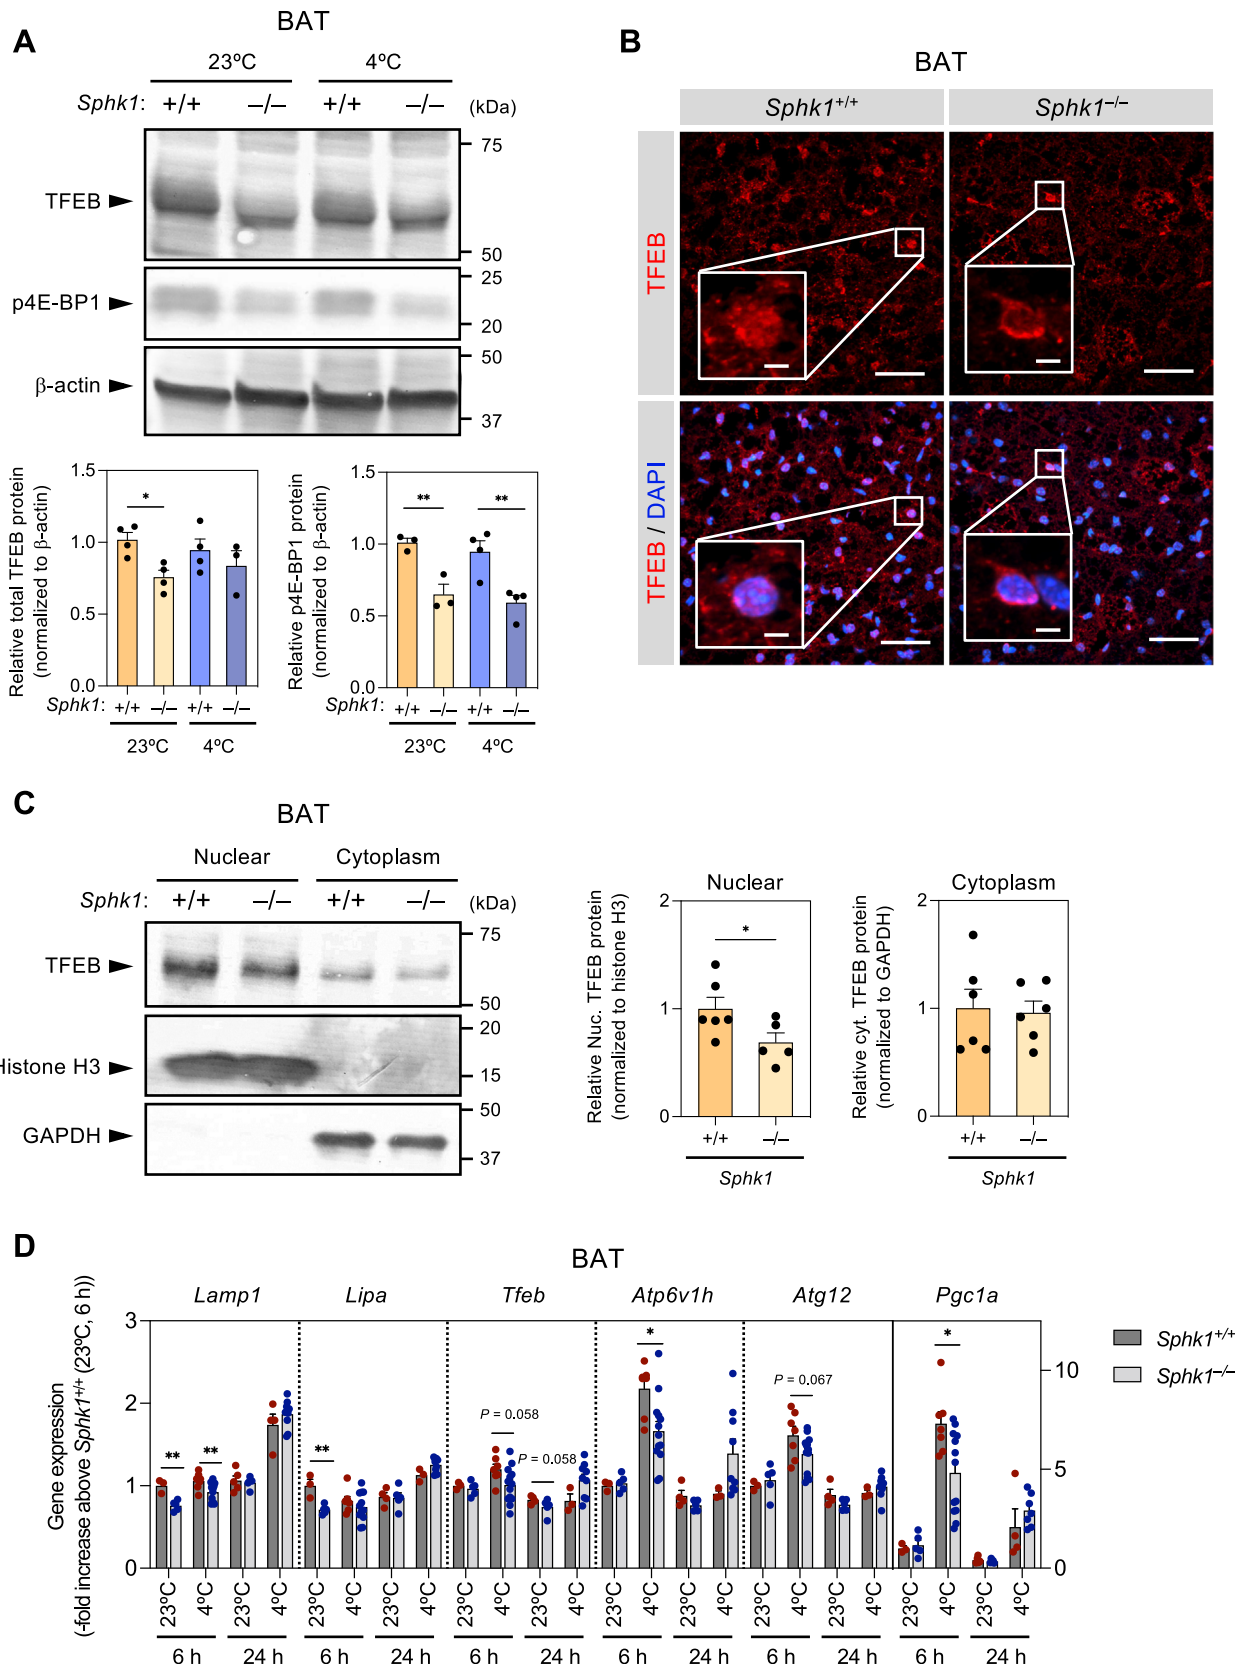 A
BAT
23ºC 4ºC
Sphk1: +/+ –/– +/+ –/– (kDa)
75
TFEB
50
25
p4E-BP1
20
50
β-actin
37
Relative total TFEB protein
(normalized to β-actin)
1.5
1.0
0.5
0.0
*
Sphk1: +/+ –/– +/+ –/–
23ºC 4ºC
Relative p4E-BP1 protein
(normalized to β-actin)
1.5
1.0
0.5
0.0
** **
Sphk1: +/+ –/– +/+ –/–
23ºC 4ºC
B
BAT
Sphk1+/+ Sphk1–/–
TFEB
TFEB / DAPI
C
BAT
Nuclear Cytoplasm
Sphk1: +/+ –/– +/+ –/– (kDa)
75
TFEB
50
20
Histone H3
15
50
GAPDH
37
Nuclear
Relative Nuc. TFEB protein
(normalized to histone H3)
2
1
0
*
+/+ –/–
Sphk1
Cytoplasm
Relative cyt. TFEB protein
(normalized to GAPDH)
2
1
0
+/+ –/–
Sphk1
D
BAT
Gene expression
(-fold increase above Sphk1+/+ (23ºC, 6 h))
Lamp1 Lipa Tfeb Atp6v1h Atg12 Pgc1a
3
2
1
0
** ** ** P = 0.058 P = 0.058 * P = 0.067 *
10
5
0
Sphk1+/+
Sphk1–/–
23ºC 4ºC 23ºC 4ºC 23ºC 4ºC 23ºC 4ºC 23ºC 4ºC 23ºC 4ºC 23ºC 4ºC 23ºC 4ºC 23ºC 4ºC 23ºC 4ºC 23ºC 4ºC 23ºC 4ºC
6 h 24 h 6 h 24 h 6 h 24 h 6 h 24 h 6 h 24 h 6 h 24 h